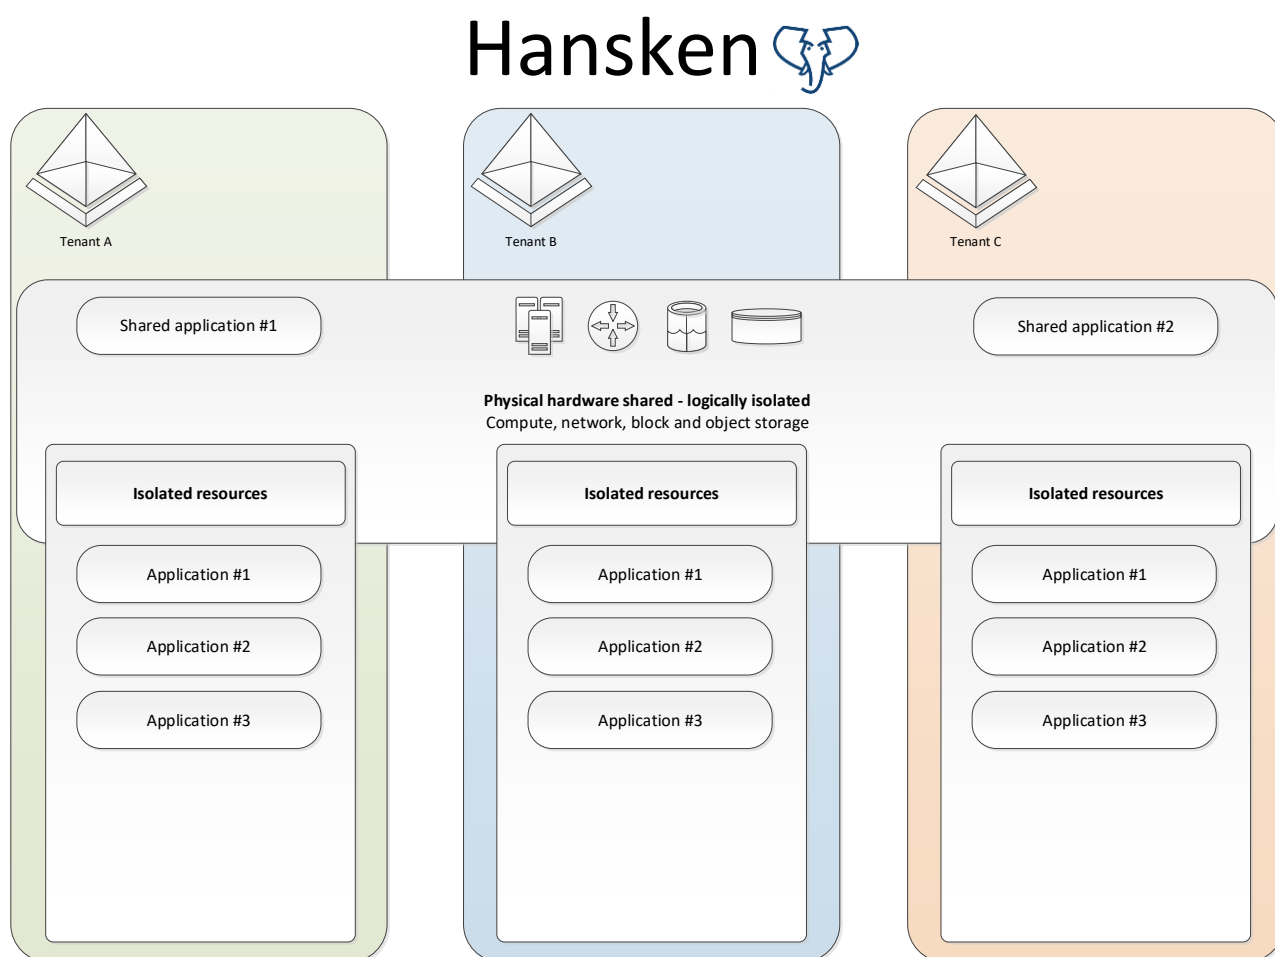 Hansken
Tenant A
Tenant B
Tenant C
Shared application #1
Shared application #2
Physical hardware shared - logically isolated
Compute, network, block and object storage
Isolated resources
Application #1
Application #2
Application #3
Isolated resources
Application #1
Application #2
Application #3
Isolated resources
Application #1
Application #2
Application #3